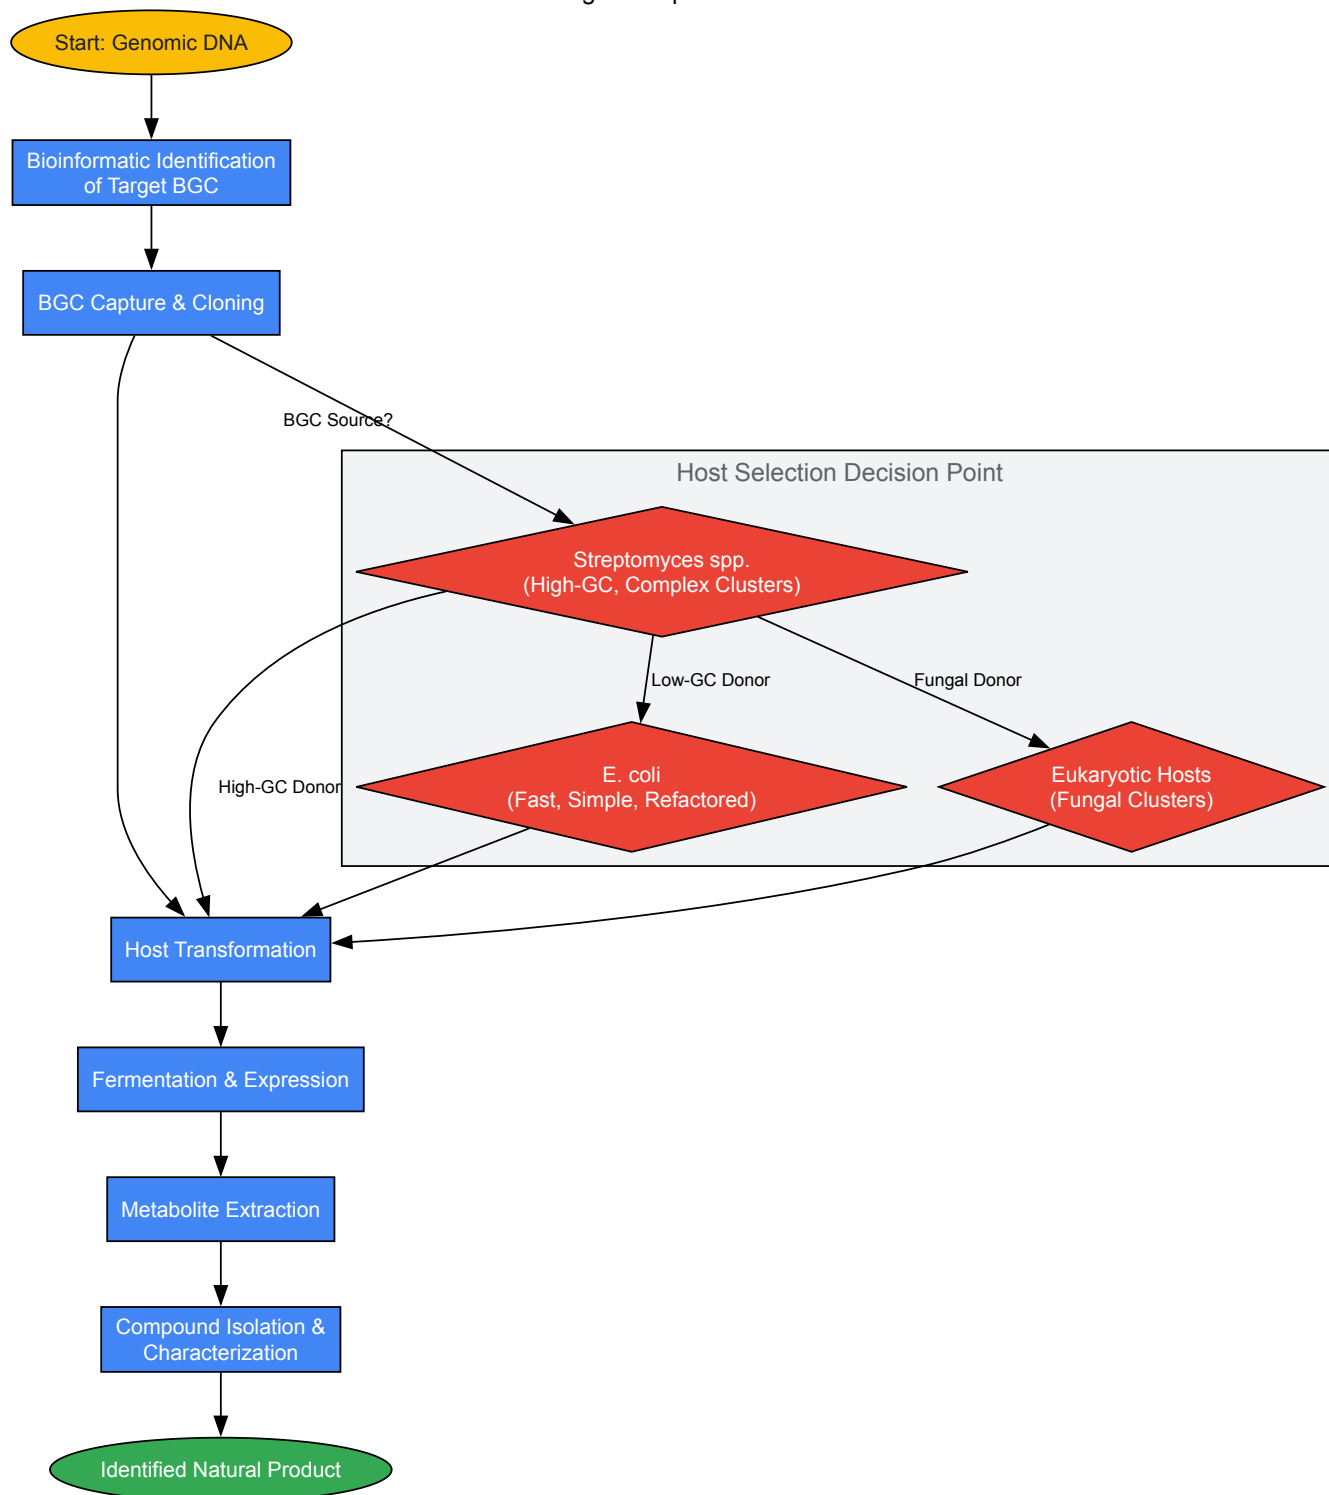 Start: Genomic DNA
Bioinformatic Identification
of Target BGC
BGC Capture & Cloning
BGC Source?
Host Selection Decision Point
Streptomyces spp.
(High-GC, Complex Clusters)
Low-GC Donor
Fungal Donor
High-GC Donor
E. coli
(Fast, Simple, Refactored)
Eukaryotic Hosts
(Fungal Clusters)
Host Transformation
Fermentation & Expression
Metabolite Extraction
Compound Isolation &
Characterization
Identified Natural Product